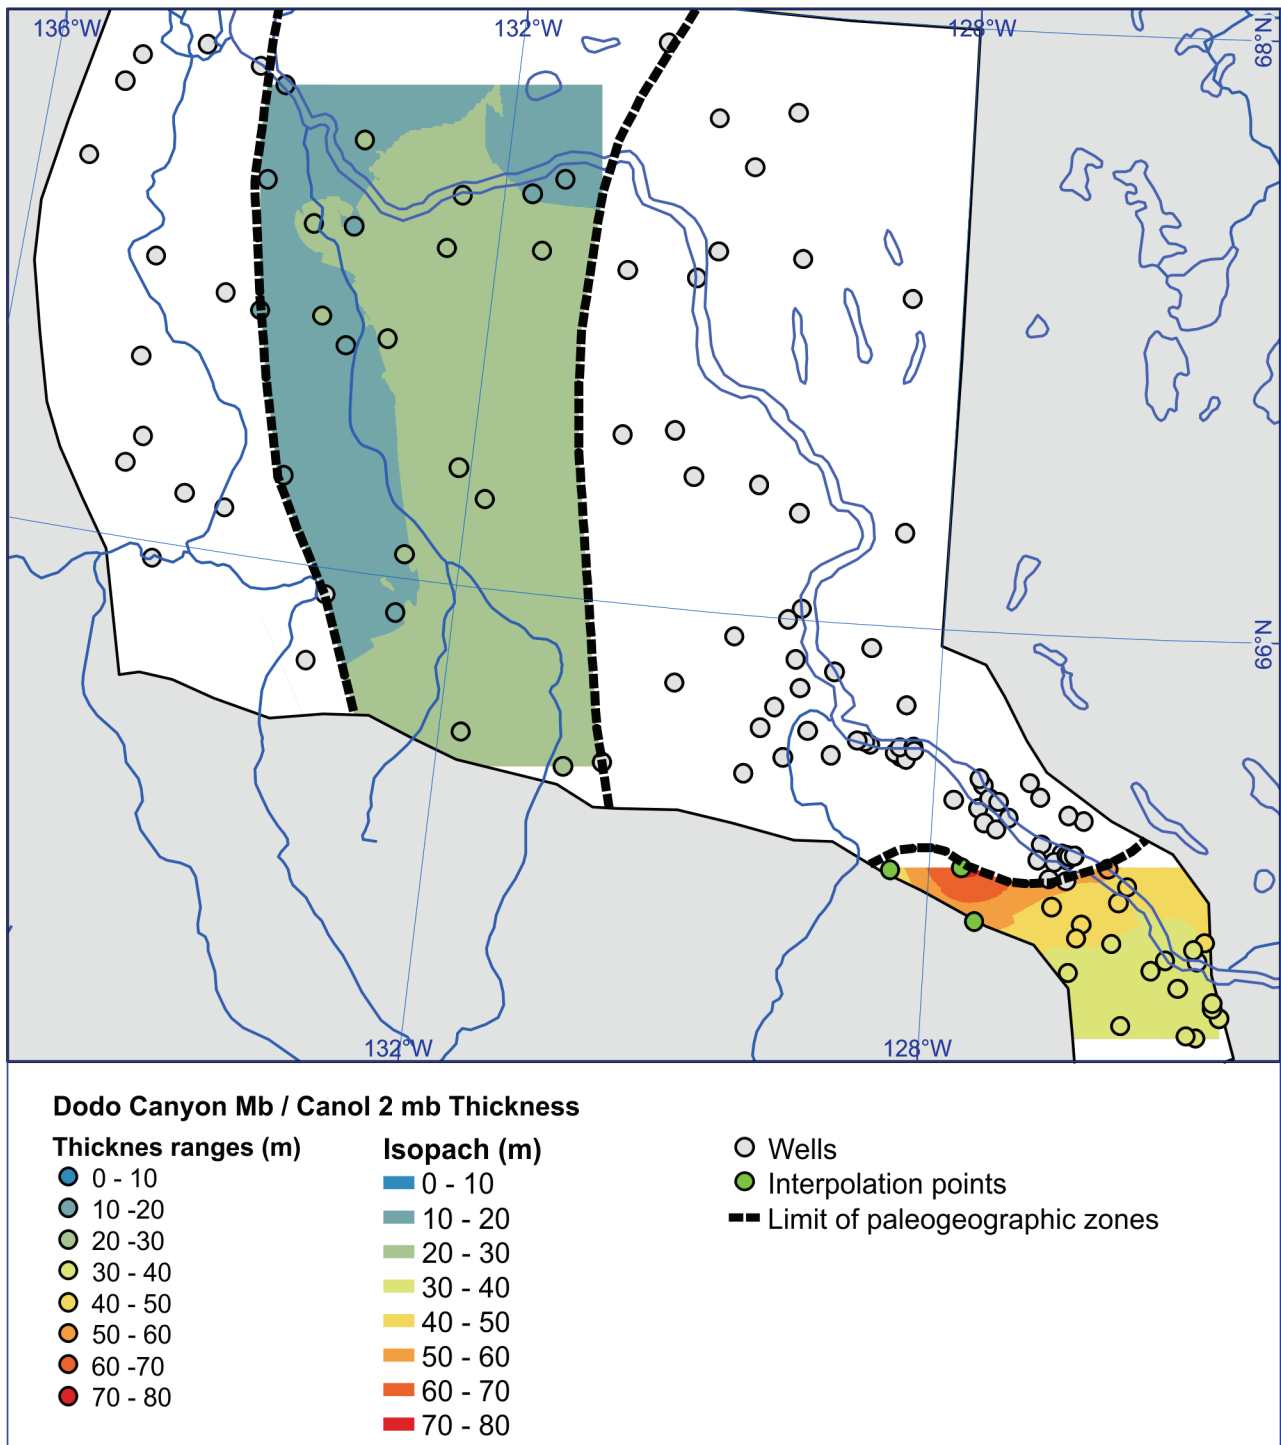 136°W
132°W
128°W
68°N
66°N
132°W
128°W
Dodo Canyon Mb / Canol 2 mb Thickness
Thicknes ranges (m)
0 - 10
10 -20
20 -30
30 - 40
40 - 50
50 - 60
60 -70
70 - 80
Isopach (m)
0 - 10
10 - 20
20 - 30
30 - 40
40 - 50
50 - 60
60 - 70
70 - 80
Wells
Interpolation points
Limit of paleogeographic zones